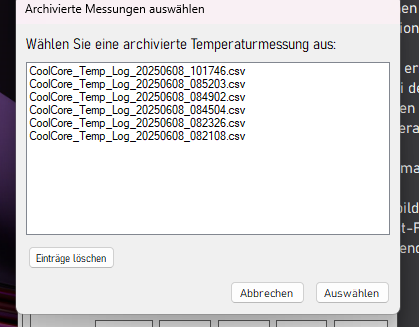 Archivierte Messungen auswählen
Wählen Sie eine archivierte Temperaturmessung aus:
CoolCore_Temp_Log_20250608_101746.csv
CoolCore_Temp_Log_20250608_085203.csv
CoolCore_Temp_Log_20250608_084902.csv
CoolCore_Temp_Log_20250608_084504.csv
CoolCore_Temp_Log_20250608_082326.csv
CoolCore_Temp_Log_20250608_082108.csv
Einträge löschen
Abbrechen
Auswahlen